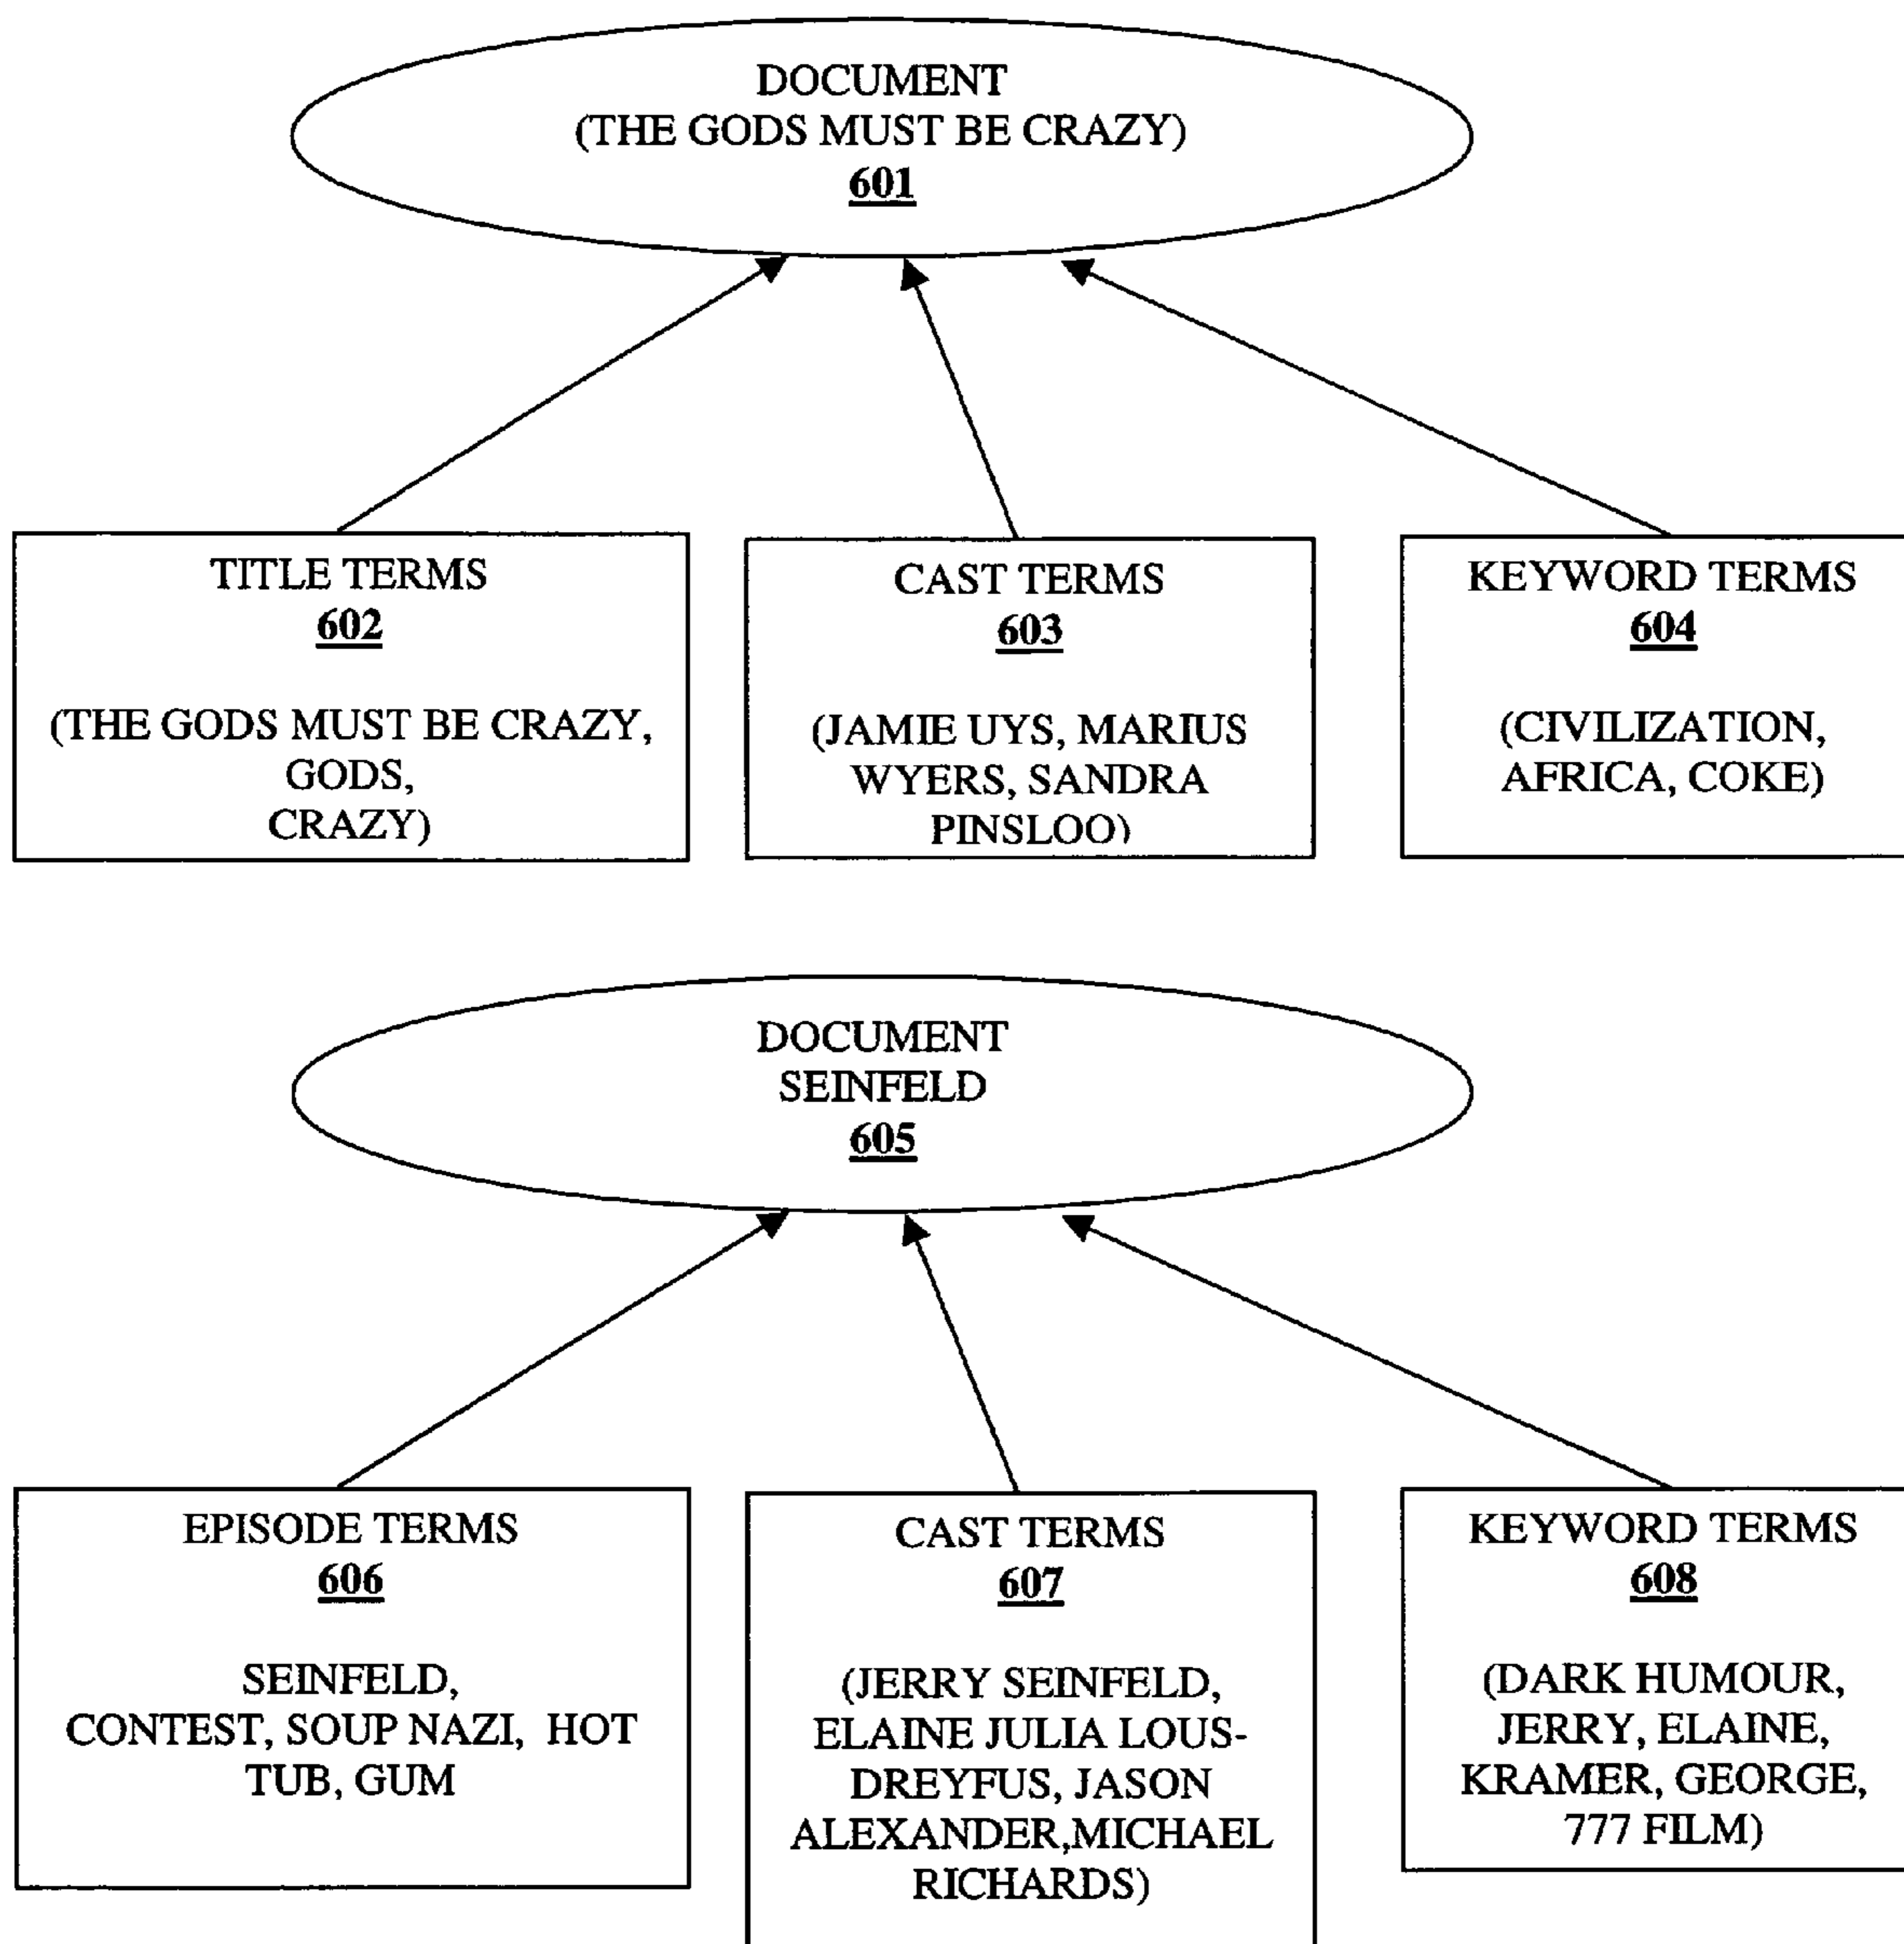 DOCUMENT
(THE GODS MUST BE CRAZY)
601
TITLE TERMS
602
(THE GODS MUST BE CRAZY,
GODS,
CRAZY)
CAST TERMS
603
(JAMIE UYS, MARIUS
WYERS, SANDRA
PINSLOO)
KEYWORD TERMS
604
(CIVILIZATION,
AFRICA, COKE)
DOCUMENT
SEINFELD
605
EPISODE TERMS
606
SEINFELD,
CONTEST, SOUP NAZI, HOT
TUB, GUM
CAST TERMS
607
(JERRY SEINFELD,
ELAINE JULIA LOUS-
DREYFUS, JASON
ALEXANDER,MICHAEL
RICHARDS)
KEYWORD TERMS
608
(DARK HUMOUR,
JERRY, ELAINE,
KRAMER, GEORGE,
777 FILM)